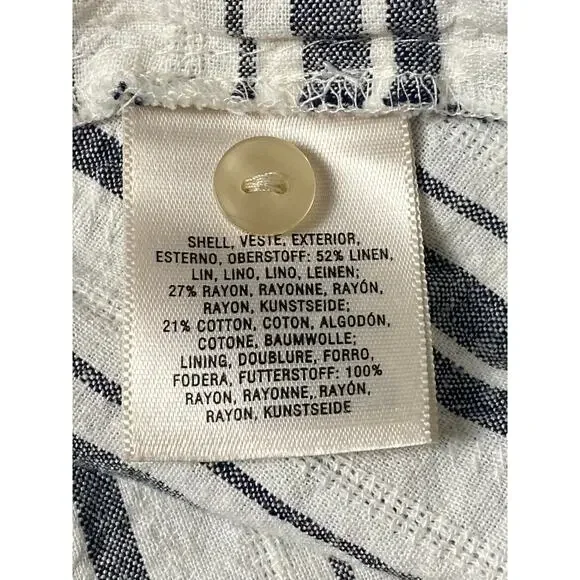 SHELL, VESTE, EXTERIOR,
ESTERNO, OBERSTOFF: 52% LINEN,
LIN, LINO, LINO, LEINEN;
27% RAYON, RAYONNE, RAYÓN,
RAYON, KUNSTSEIDE;
21% COTTON, COTON, ALGODÓN,
COTONE, BAUMWOLLE;
LINING, DOUBLURE, FORRO,
FODERA, FUTTERSTOFF: 100%
RAYON, RAYONNE, RAYÓN,
RAYON, KUNSTSEIDE